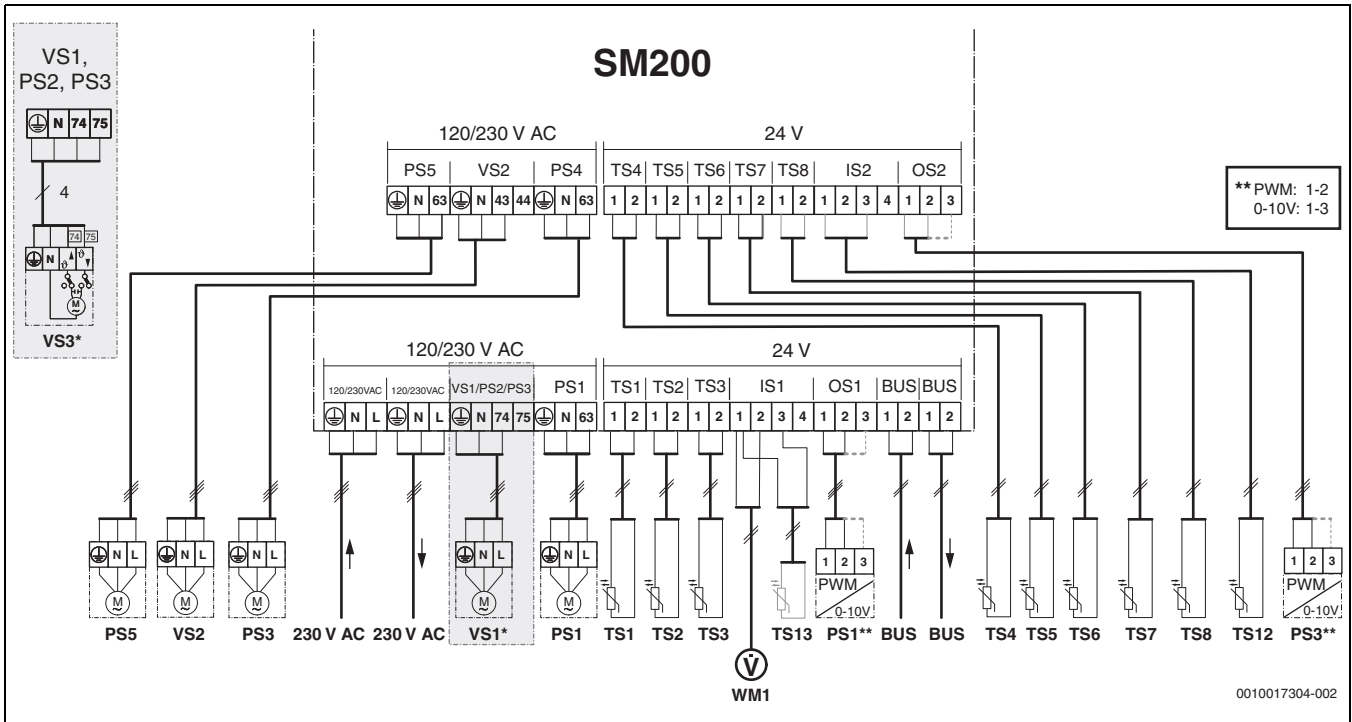 SM200
VS1,
PS2, PS3
⏚ N 74 75
4
74 75
⏚ N ϑ ϑ
M
~
VS3*
120/230 V AC 24 V
PS5 VS2 PS4 TS4 TS5 TS6 TS7 TS8 IS2 OS2
⏚ N 63 ⏚ N 43 44 ⏚ N 63 1 2 1 2 1 2 1 2 1 2 1 2 3 4 1 2 3
** PWM: 1-2
0-10V: 1-3
120/230 V AC 24 V
120/230VAC 120/230VAC VS1/PS2/PS3 PS1 TS1 TS2 TS3 IS1 OS1 BUS BUS
⏚ N L ⏚ N L ⏚ N 74 75 ⏚ N 63 1 2 1 2 1 2 1 2 3 4 1 2 3 1 2 1 2
⏚ N L ⏚ N L ⏚ N L ⏚ N L ⏚ N L 1 2 3 1 2 3
M M M M M PWM PWM
~ ~ ~ ~ ~ 0-10V 0-10V
PS5 VS2 PS3 230 V AC 230 V AC VS1* PS1 TS1 TS2 TS3 TS13 PS1** BUS BUS TS4 TS5 TS6 TS7 TS8 TS12 PS3**
V̇
WM1
0010017304-002